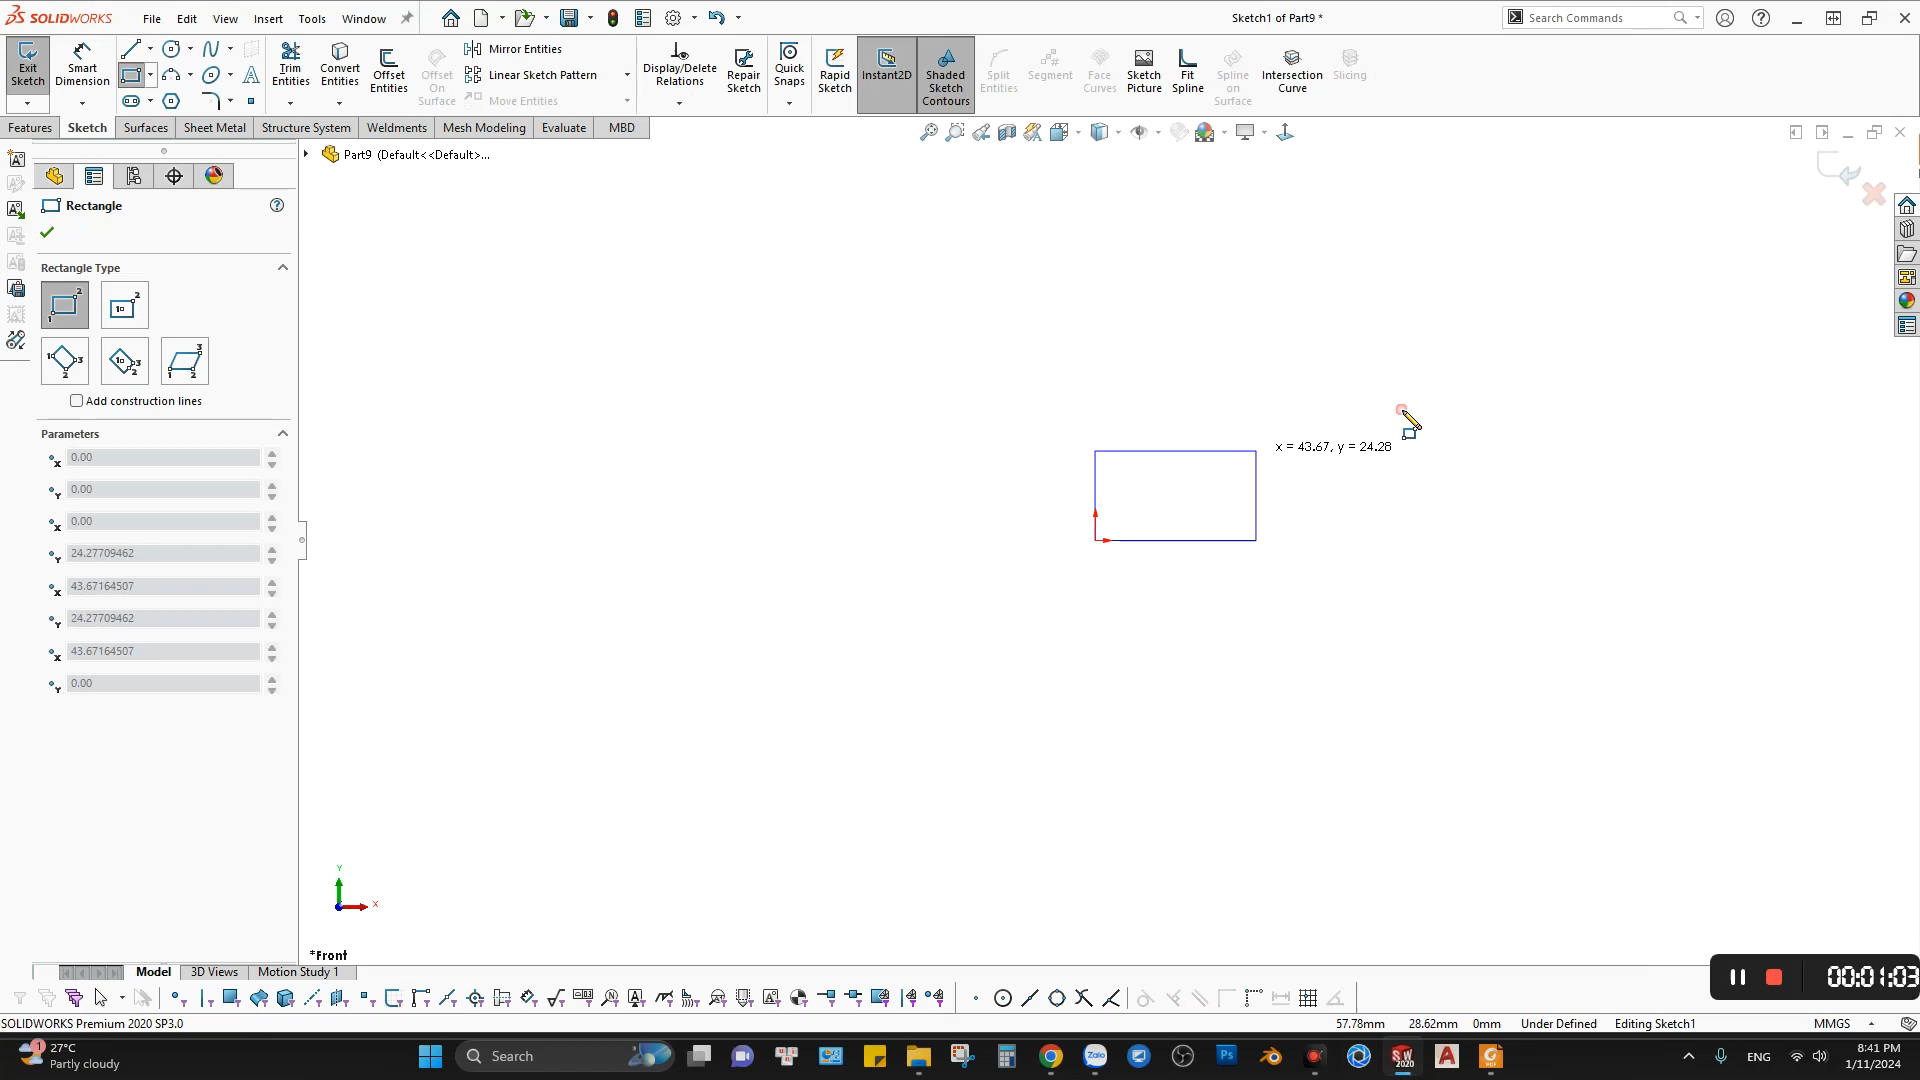 SOLIDWORKS File Edit View Insert Tools Window Sketch1 of Part9 * Search Commands
Exit Sketch
Smart Dimension
Trim Entities
Convert Entities
Offset Entities
Offset On Surface
Mirror Entities
Linear Sketch Pattern
Move Entities
Display/Delete Relations
Repair Sketch
Quick Snaps
Rapid Sketch
Instant2D
Shaded Sketch Contours
Split Entities
Segment
Face Curves
Sketch Picture
Fit Spline
Spline on Surface
Intersection Curve
Slicing
Features Sketch Surfaces Sheet Metal Structure System Weldments Mesh Modeling Evaluate MBD
Part9 (Default<<Default>...
Rectangle
Rectangle Type
Add construction lines
Parameters
0.00
0.00
0.00
24.27709462
43.67164507
24.27709462
43.67164507
0.00
x = 43.67, y = 24.28
Y
X
*Front
Model 3D Views Motion Study 1
00:01:03
SOLIDWORKS Premium 2020 SP3.0 57.78mm 28.62mm 0mm Under Defined Editing Sketch1 MMGS
27°C
Partly cloudy
Search
ENG
8:41 PM
1/11/2024